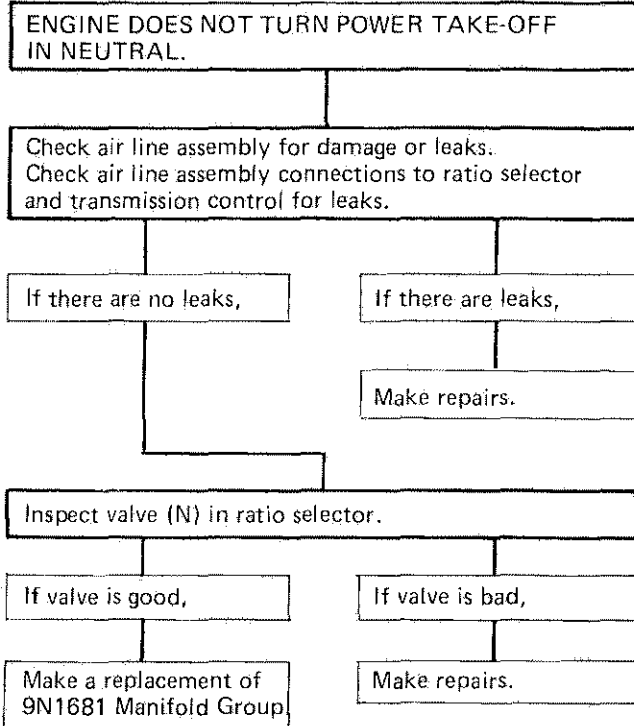 ENGINE DOES NOT TURN POWER TAKE-OFF
IN NEUTRAL.
Check air line assembly for damage or leaks.
Check air line assembly connections to ratio selector
and transmission control for leaks.
If there are no leaks,
If there are leaks,
Make repairs.
Inspect valve (N) in ratio selector.
If valve is good,
If valve is bad,
Make a replacement of
9N1681 Manifold Group
Make repairs.